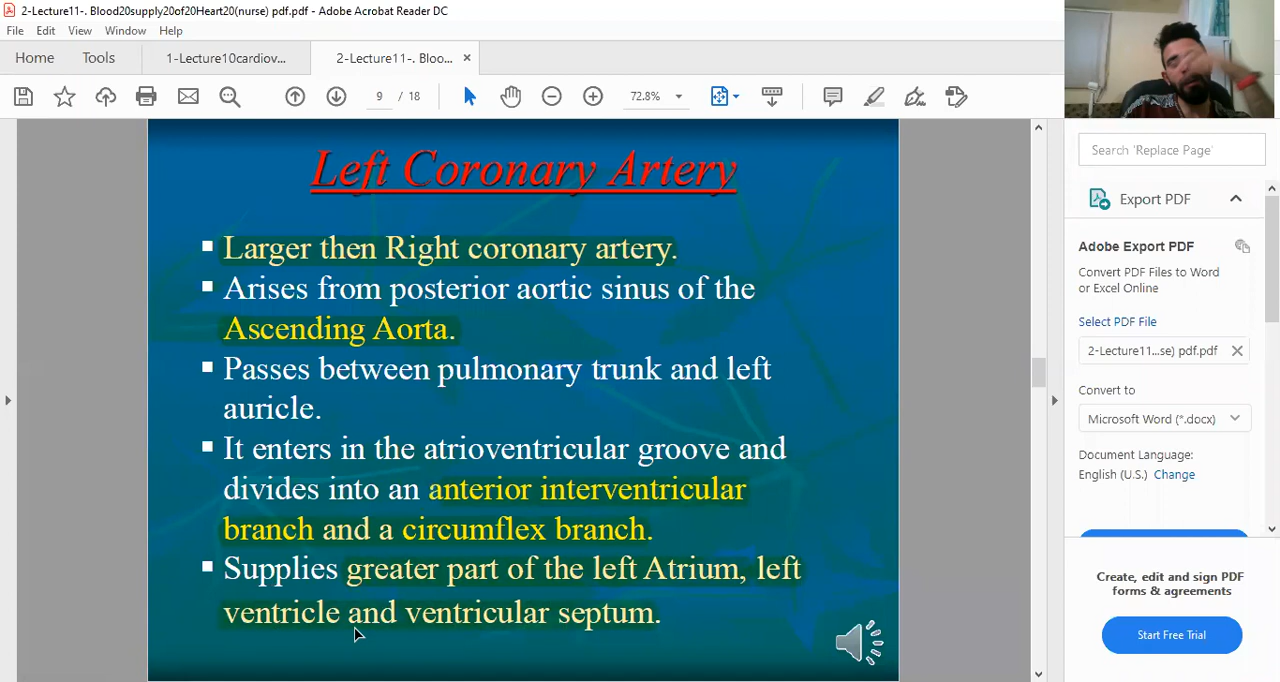 2-Lecture11-. Blood20supply20of20Heart20(nurse) pdf.pdf - Adobe Acrobat Reader DC
File Edit View Window Help
Home Tools 1-Lecture10cardiov... 2-Lecture11-. Bloo... ×
9 / 18 72.8%
Left Coronary Artery
▪ Larger then Right coronary artery.
▪ Arises from posterior aortic sinus of the
Ascending Aorta.
▪ Passes between pulmonary trunk and left
auricle.
▪ It enters in the atrioventricular groove and
divides into an anterior interventricular
branch and a circumflex branch.
▪ Supplies greater part of the left Atrium, left
ventricle and ventricular septum.
Search 'Replace Page'
Export PDF
Adobe Export PDF
Convert PDF Files to Word
or Excel Online
Select PDF File
2-Lecture11...se) pdf.pdf
Convert to
Microsoft Word (*.docx)
Document Language:
English (U.S.) Change
Create, edit and sign PDF
forms & agreements
Start Free Trial